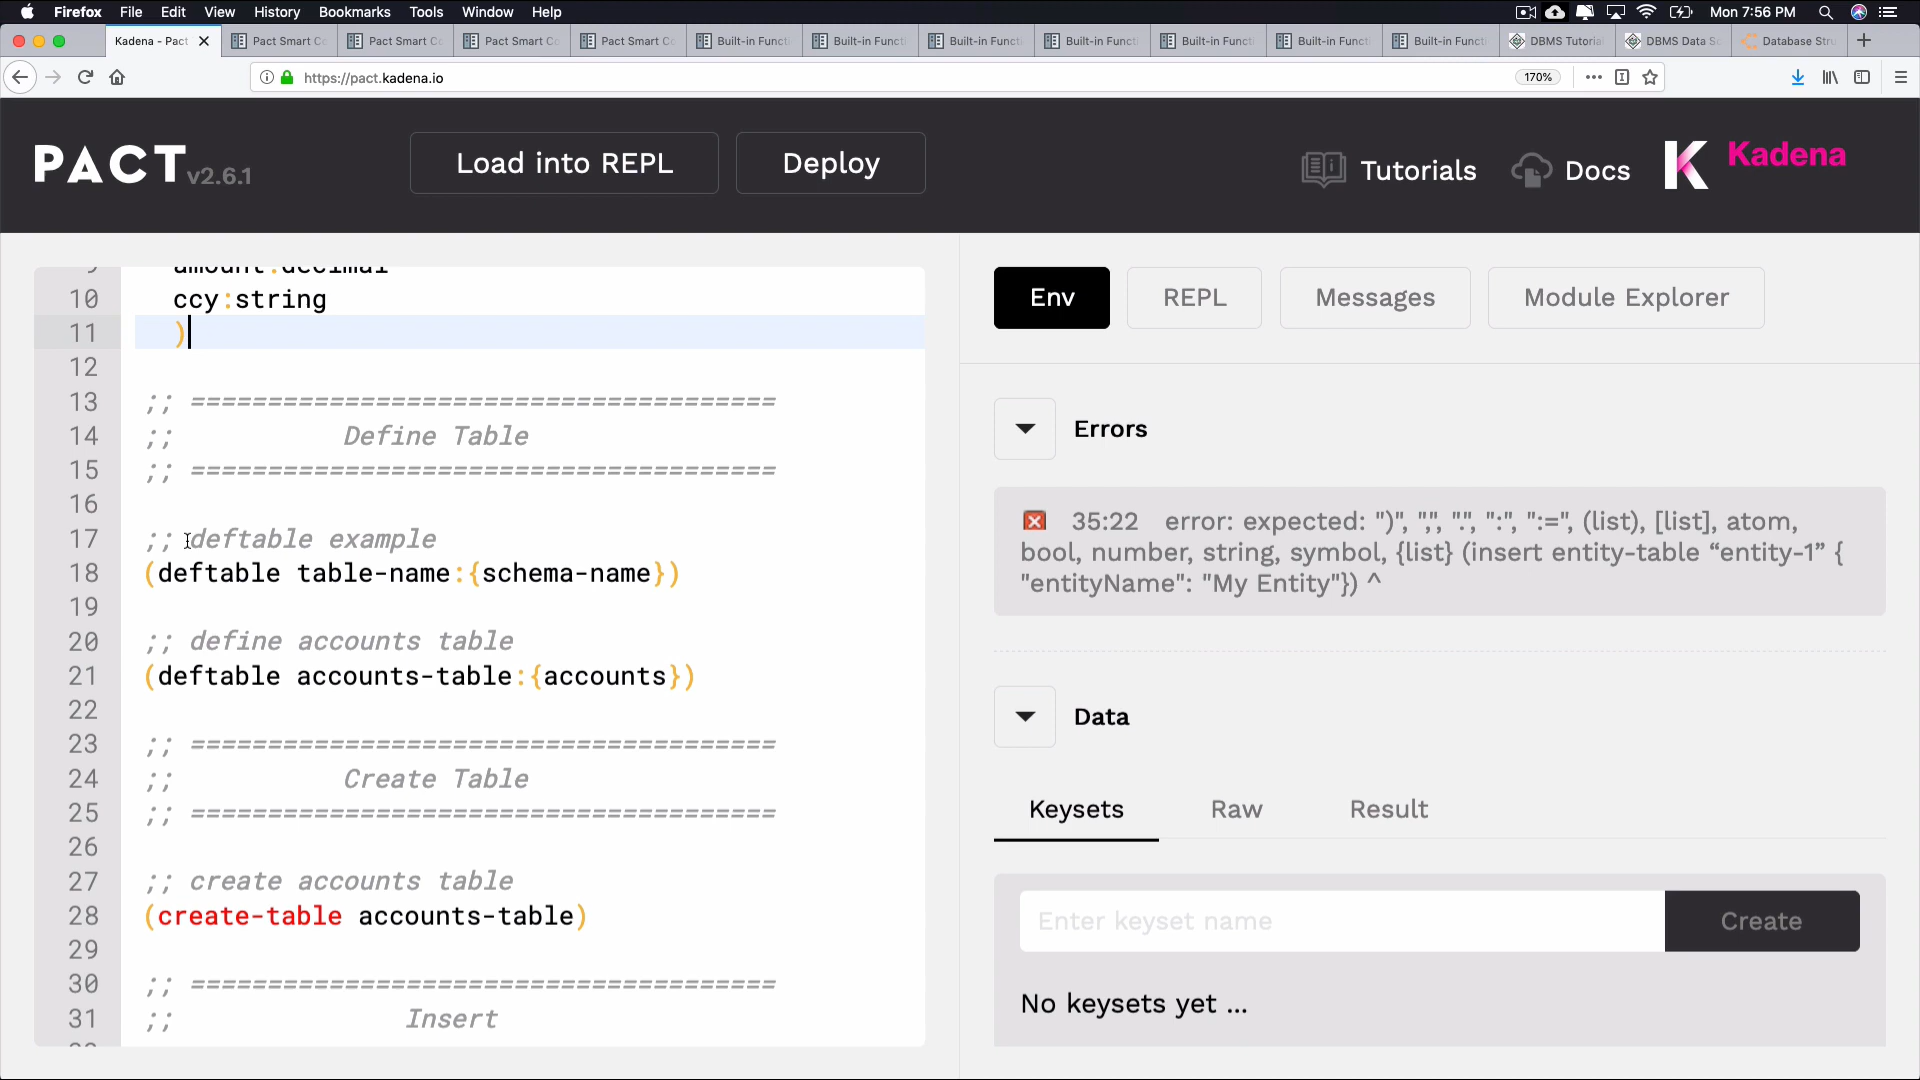 Firefox File Edit View History Bookmarks Tools Window Help Mon 7:56 PM
Kadena - Pact Pact Smart Co Pact Smart Co Pact Smart Co Pact Smart Co Built-in Funct Built-in Funct Built-in Funct Built-in Funct Built-in Funct Built-in Funct Built-in Funct DBMS Tutoria DBMS Data Sc Database Stru
https://pact.kadena.io 170%
PACT v2.6.1 Load into REPL Deploy Tutorials Docs Kadena
Env REPL Messages Module Explorer
9 amount:decimal
10 ccy:string
11 )
12
13 ;; ======================================
14 ;; Define Table
15 ;; ======================================
16
17 ;; deftable example
18 (deftable table-name:{schema-name})
19
20 ;; define accounts table
21 (deftable accounts-table:{accounts})
22
23 ;; ======================================
24 ;; Create Table
25 ;; ======================================
26
27 ;; create accounts table
28 (create-table accounts-table)
29
30 ;; ======================================
31 ;; Insert
Errors
35:22 error: expected: ")", ",", ".", ":", ":=", (list), [list], atom,
bool, number, string, symbol, {list} (insert entity-table “entity-1” {
"entityName": "My Entity"}) ^
Data
Keysets Raw Result
Enter keyset name Create
No keysets yet ...